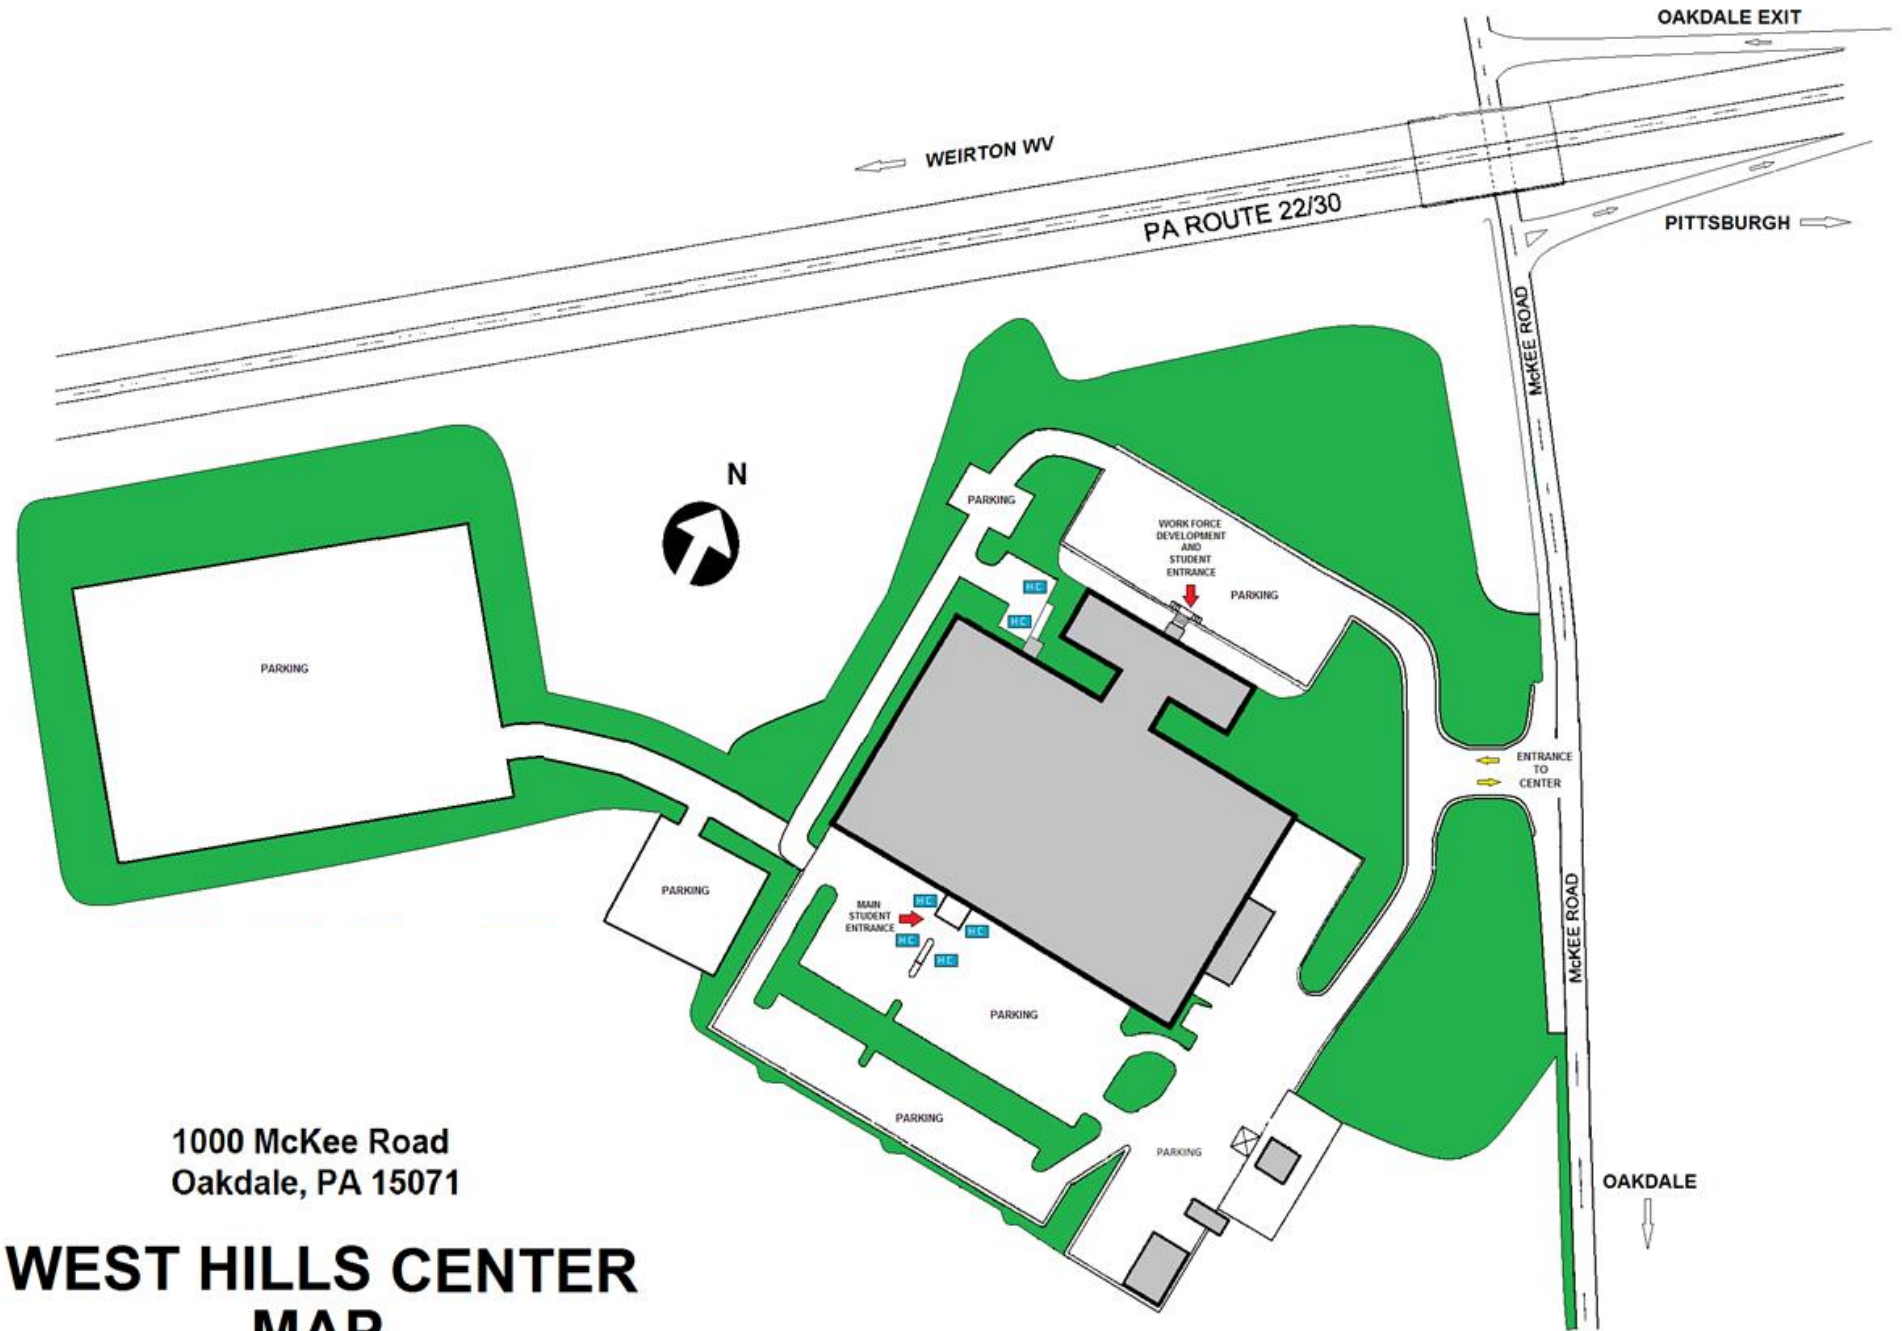 OAKDALE EXIT
WEIRTON WV
PA ROUTE 22/30
PITTSBURGH
McKEE ROAD
N
PARKING
WORK FORCE
DEVELOPMENT
AND
STUDENT
ENTRANCE
PARKING
HC
HC
PARKING
ENTRANCE
TO
CENTER
PARKING
MAIN
STUDENT
ENTRANCE
HC
HC
HC
HC
McKEE ROAD
PARKING
PARKING
PARKING
OAKDALE
1000 McKee Road
Oakdale, PA 15071
WEST HILLS CENTER
MAP